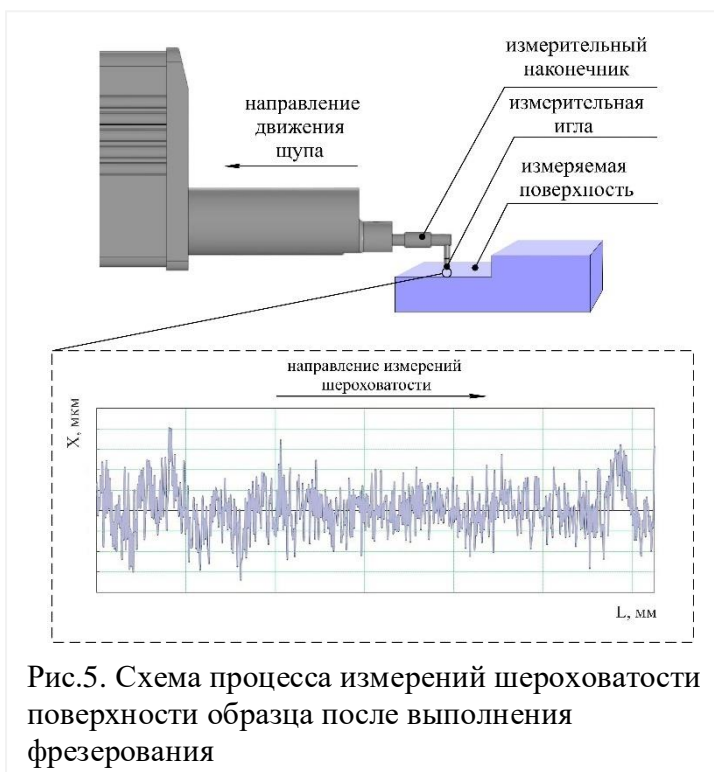 измерительный
наконечник
направление
движения
щупа
измерительная
игла
измеряемая
поверхность
направление измерений
шероховатости
X, мкм
L, мм
Рис.5. Схема процесса измерений шероховатости
поверхности образца после выполнения
фрезерования